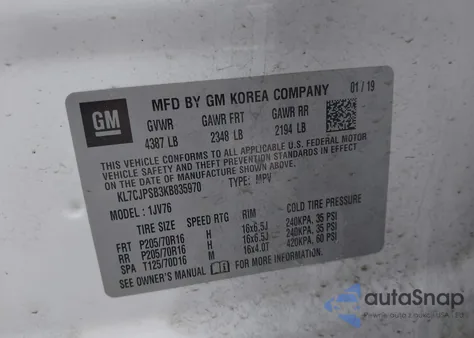 GM
MFD BY GM KOREA COMPANY 01/19
GVWR GAWR FRT GAWR RR
4387 LB 2348 LB 2194 LB
THIS VEHICLE CONFORMS TO ALL APPLICABLE U.S. FEDERAL MOTOR
VEHICLE SAFETY, BUMPER, AND THEFT PREVENTION STANDARDS IN
EFFECT ON THE DATE OF MANUFACTURE SHOWN ABOVE.
KL7CJPSB3KB835970 TYPE: MPV
MODEL: 1JV76
TIRE SIZE SPEED RTG RIM COLD TIRE PRESSURE
FRT P205/70R16 H 16x6.5J 240KPA, 35 PSI
RR P205/70R16 H 16x6.5J 240KPA, 35 PSI
SPA T125/70D16 M 16x4.0T 420KPA, 60 PSI
SEE OWNER'S MANUAL FOR MORE INFORMATION
autoSnap